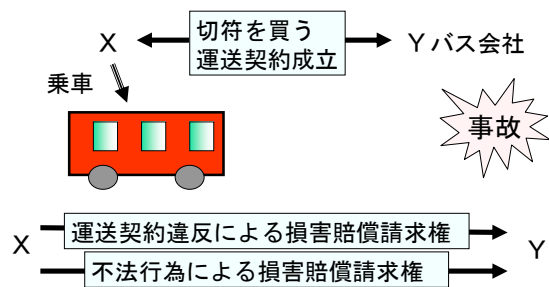 切符を買う
運送契約成立
X
Yバス会社
乗車
事故
運送契約違反による損害賠償請求権
X
Y
不法行為による損害賠償請求権